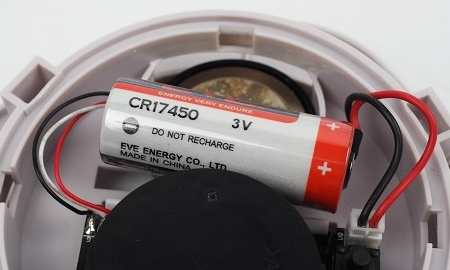 ENERGY VERY ENDURE
CR17450 3V
DO NOT RECHARGE
EVE ENERGY CO., LTD
MADE IN CHINA
+
+